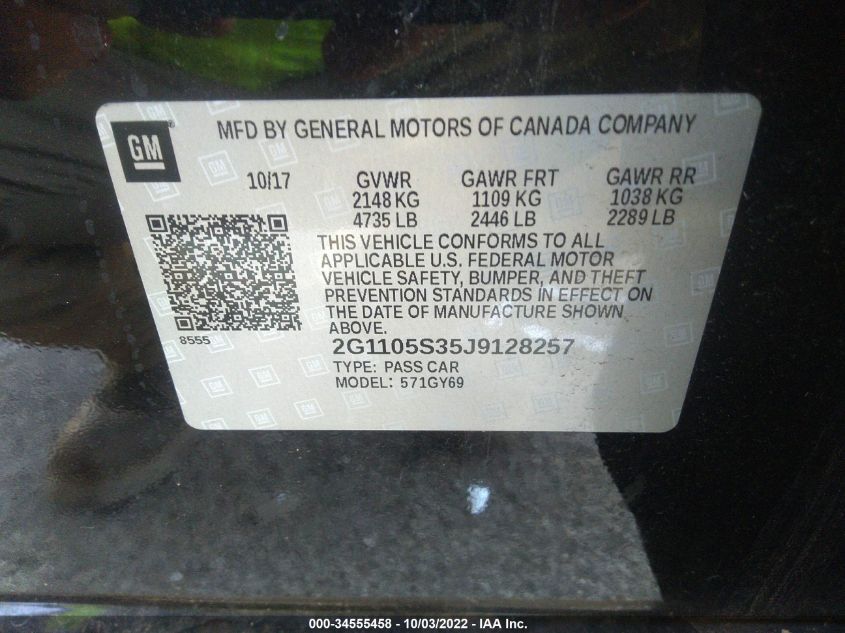 GM
MFD BY GENERAL MOTORS OF CANADA COMPANY
10/17 GVWR GAWR FRT GAWR RR
2148 KG 1109 KG 1038 KG
4735 LB 2446 LB 2289 LB
THIS VEHICLE CONFORMS TO ALL
APPLICABLE U.S. FEDERAL MOTOR
VEHICLE SAFETY, BUMPER, AND THEFT
PREVENTION STANDARDS IN EFFECT ON
THE DATE OF MANUFACTURE SHOWN
ABOVE.
8555
2G1105S35J9128257
TYPE: PASS CAR
MODEL: 571GY69
000-34555458 - 10/03/2022 - IAA Inc.